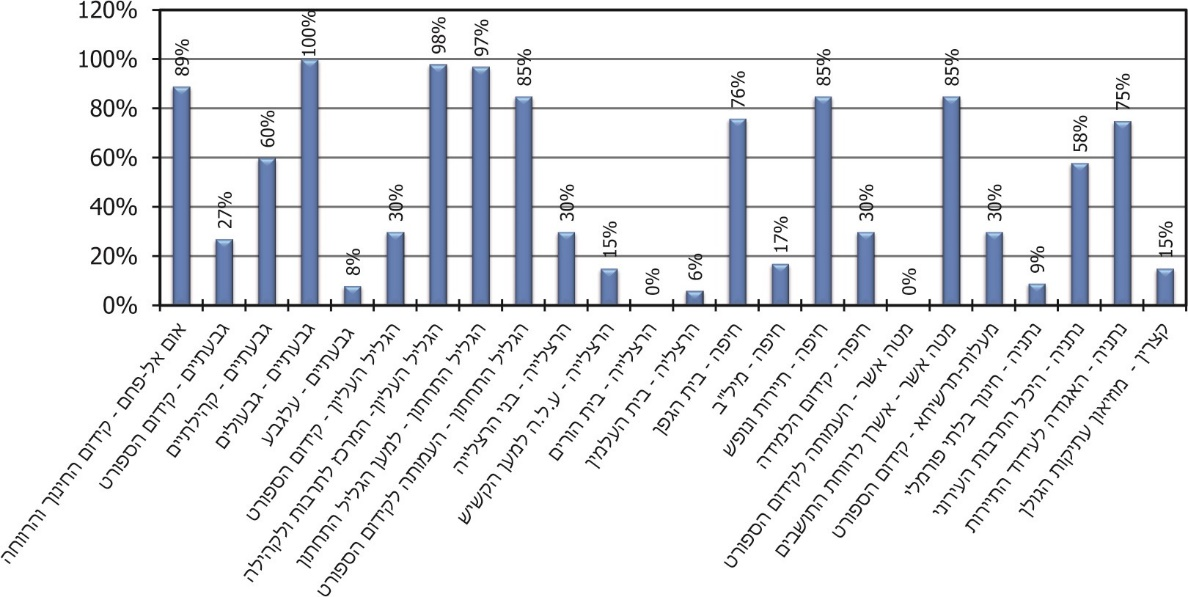 120%
100%
80%
60%
40%
20%
0%
89%
27%
60%
100%
8%
30%
98%
97%
85%
30%
15%
0%
6%
76%
17%
85%
30%
0%
85%
30%
9%
58%
75%
15%
אום אל-פחם - קידום החינוך והרווחה
גבעתיים - קידום הספורט
גבעתיים - קהילתיים
גבעתיים - גבעולים
גבעתיים - עלגבע
הגליל העליון - קידום הספורט
הגליל העליון- המרכז לתרבות ולקהילה
הגליל התחתון - למען הגליל התחתון
הגליל התחתון - העמותה לקידום הספורט
הרצלייה - בני הרצלייה
הרצלייה - ע.ל.ה למען הקשיש
הרצלייה - בית הורים
הרצלייה - בית העלמין
חיפה - בית הגפן
חיפה - מיל"ב
חיפה - תיירות ונופש
חיפה - קידום הלמידה
מטה אשר - העמותה לקידום הספורט
מטה אשר - אשרך לרווחת התושבים
מעלות-תרשיחא - קידום הספורט
נתניה - חינוך בלתי פורמלי
נתניה - היכל התרבות העירוני
נתניה - האגודה לעידוד התיירות
קצרין - מוזיאון עתיקות הגולן